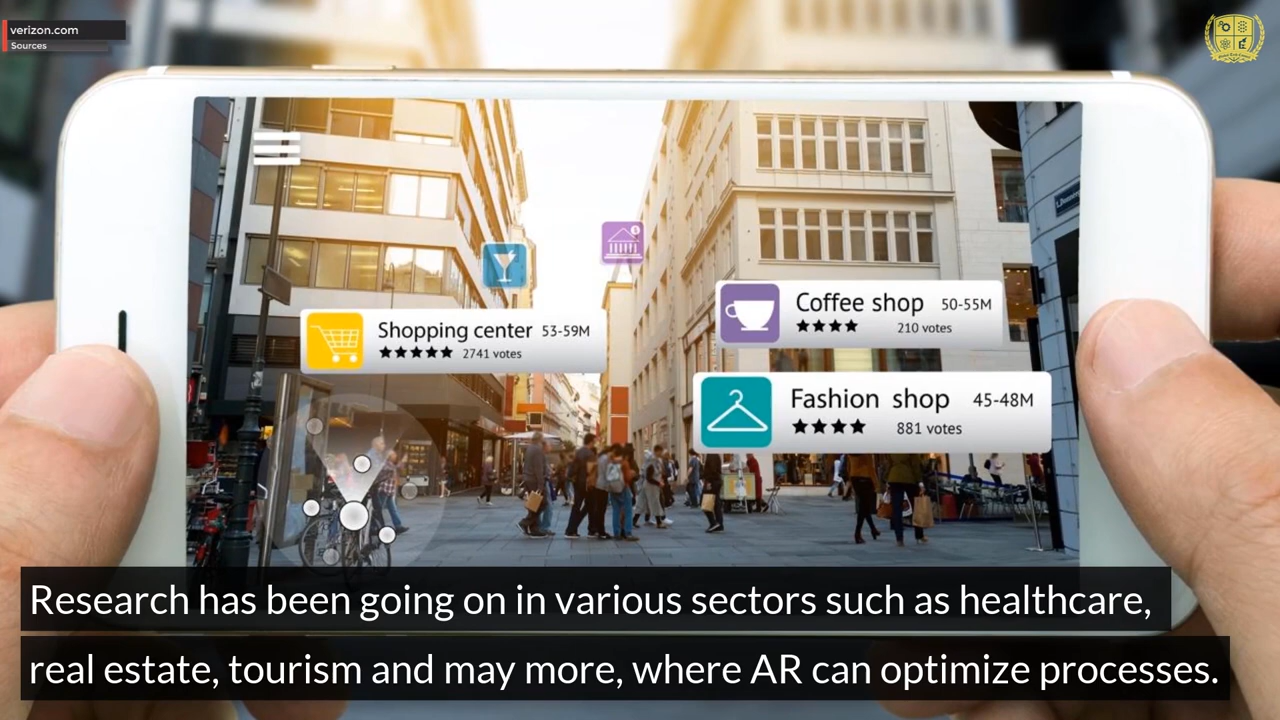 verizon.com
Sources
Coffee shop 50-55M
★★★★ 210 votes
Shopping center 53-59M
★★★★★ 2741 votes
Fashion shop 45-48M
★★★★ 881 votes
Research has been going on in various sectors such as healthcare,
real estate, tourism and may more, where AR can optimize processes.